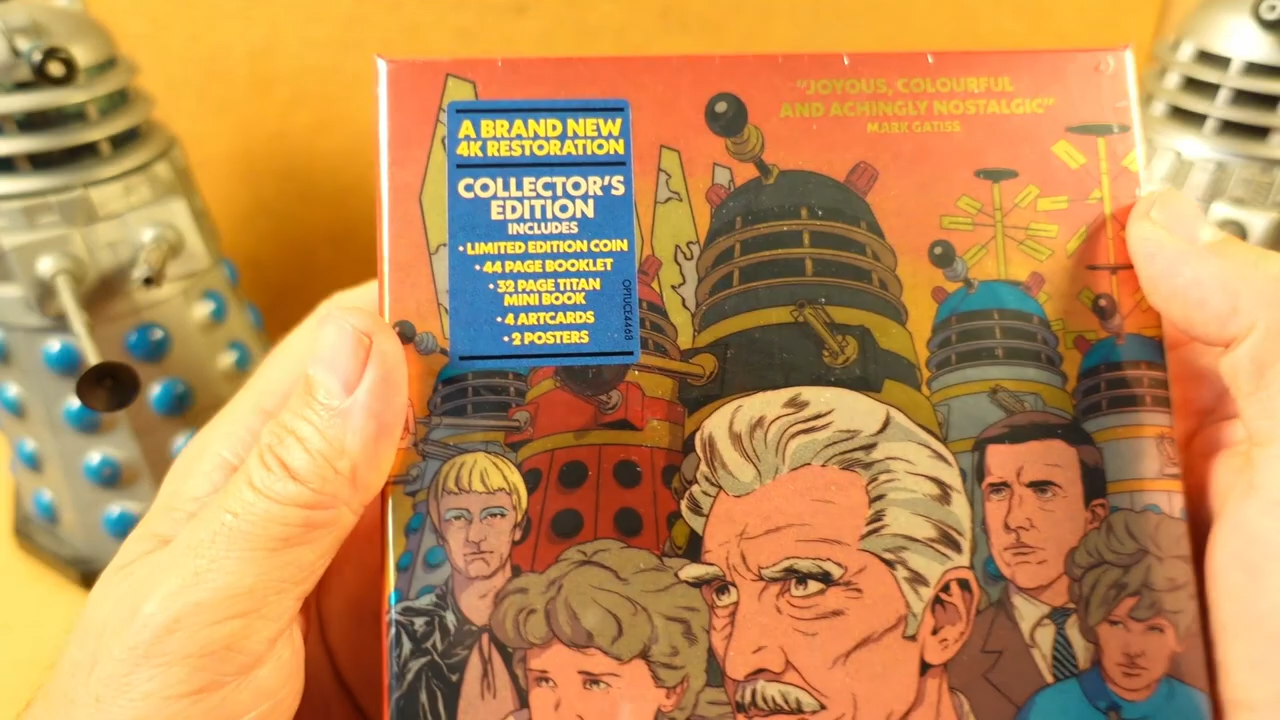 A BRAND NEW
4K RESTORATION
COLLECTOR'S
EDITION
INCLUDES
• LIMITED EDITION COIN
• 44 PAGE BOOKLET
• 32 PAGE TITAN
MINI BOOK
• 4 ARTCARDS
• 2 POSTERS
OPTUCE4468
"JOYOUS, COLOURFUL
AND ACHINGLY NOSTALGIC"
MARK GATISS